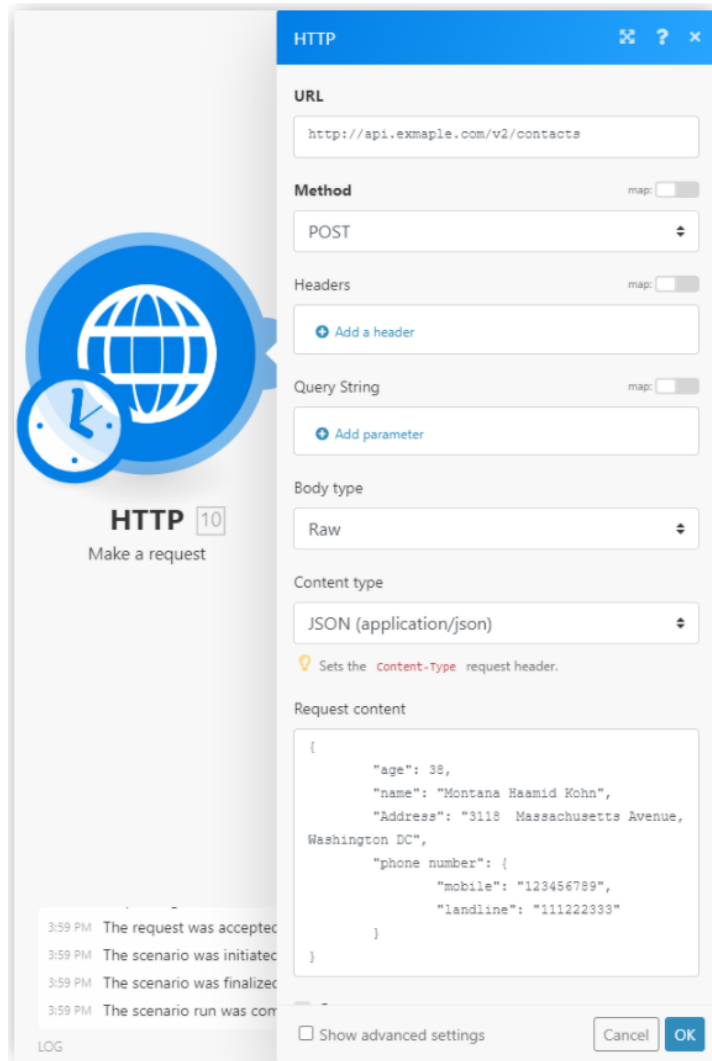 HTTP
?
×
URL
http://api.exmaple.com/v2/contacts
Method
map:
POST
Headers
map:
Add a header
Query String
map:
Add parameter
HTTP 10
Make a request
Body type
Raw
Content type
JSON (application/json)
Sets the Content-Type request header.
Request content
{
"age": 38,
"name": "Montana Haamid Kohn",
"Address": "3118  Massachusetts Avenue,
Washington DC",
"phone number": {
"mobile": "123456789",
"landline": "111222333"
}
}
3:59 PM The request was accepted
3:59 PM The scenario was initiated
3:59 PM The scenario was finalized
3:59 PM The scenario run was com
LOG
Show advanced settings
Cancel
OK